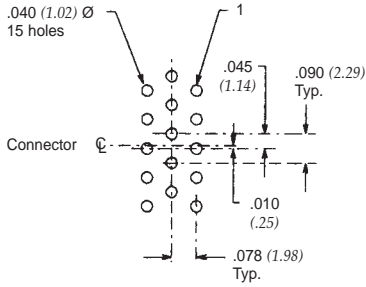 .040 (1.02) Ø
15 holes
1
.045
(1.14)
.090 (2.29)
Typ.
Connector ℄
.010
(.25)
.078 (1.98)
Typ.